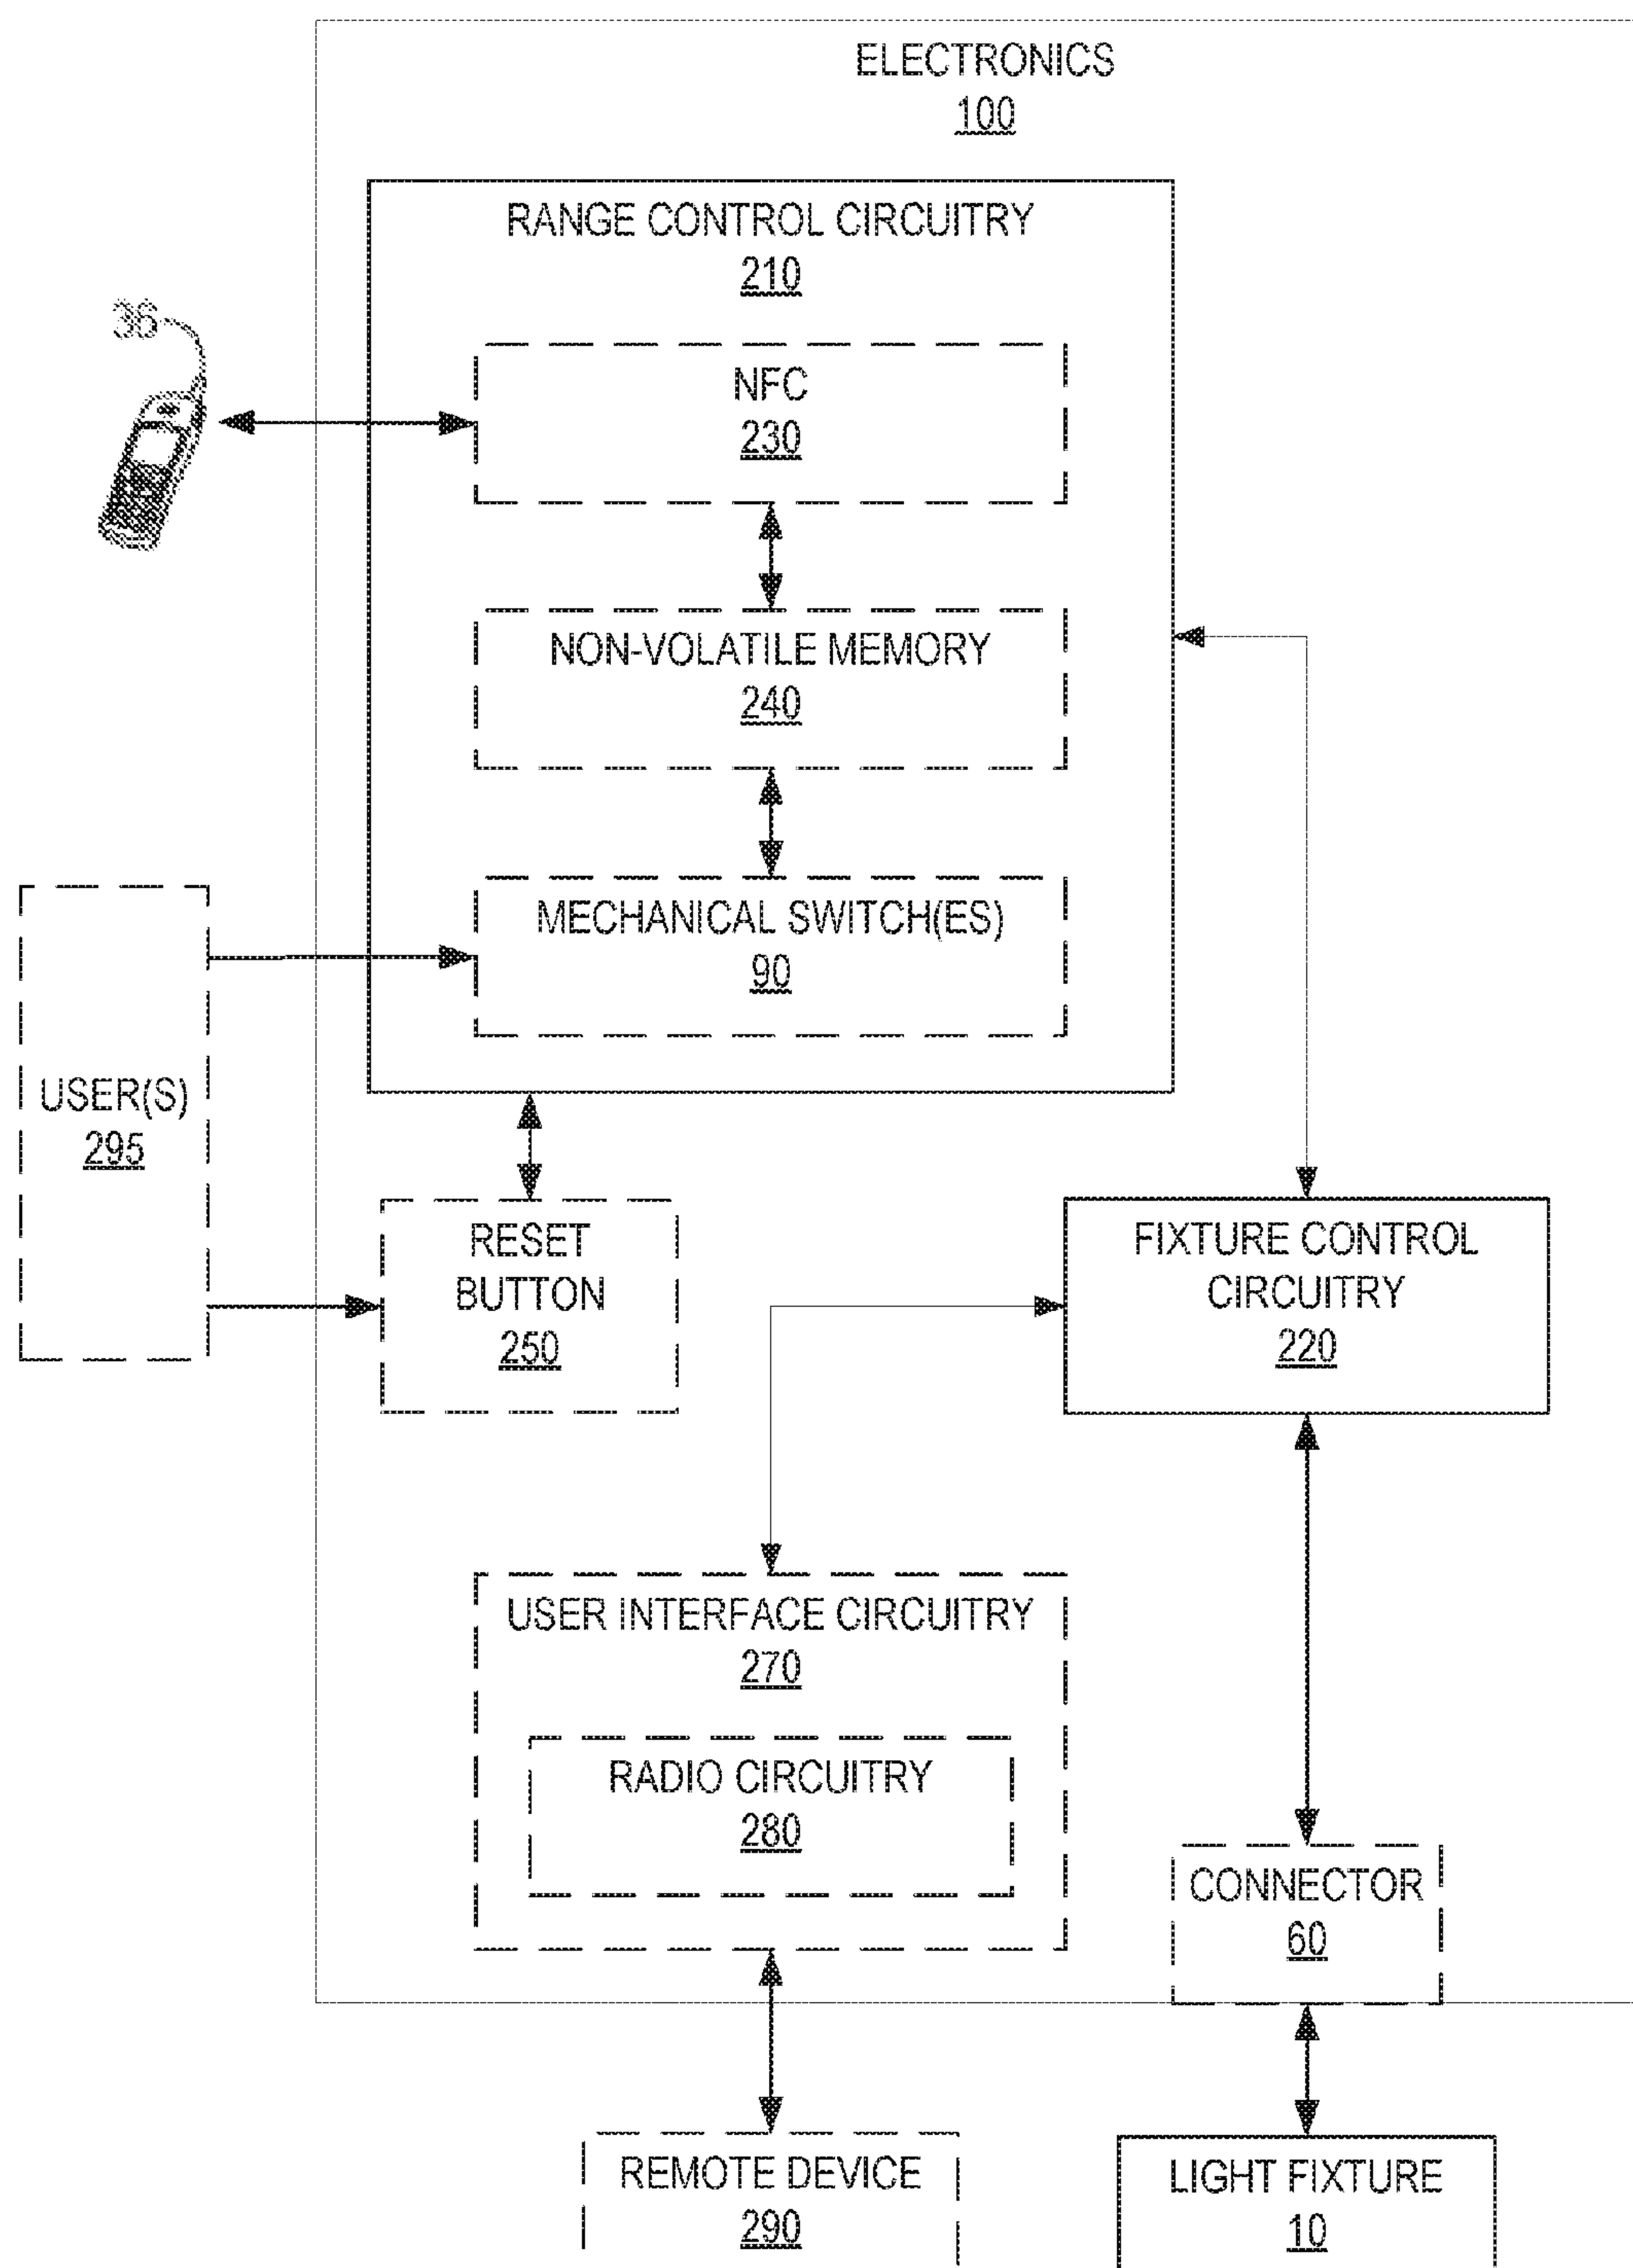 ELECTRONICS
100
RANGE CONTROL CIRCUITRY
210
36
NFC
230
NON-VOLATILE MEMORY
240
MECHANICAL SWITCH(ES)
90
USER(S)
295
RESET
BUTTON
250
FIXTURE CONTROL
CIRCUITRY
220
USER INTERFACE CIRCUITRY
270
RADIO CIRCUITRY
280
CONNECTOR
60
REMOTE DEVICE
290
LIGHT FIXTURE
10